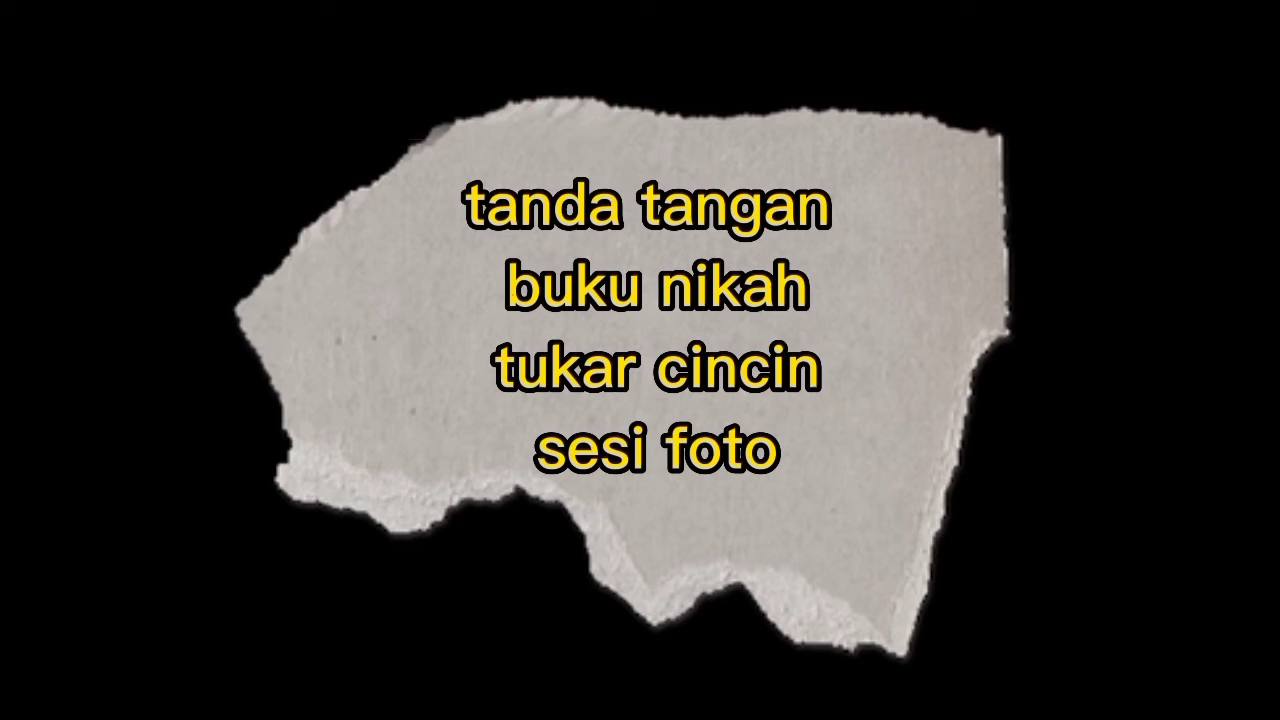 tanda tangan
buku nikah
tukar cincin
sesi foto